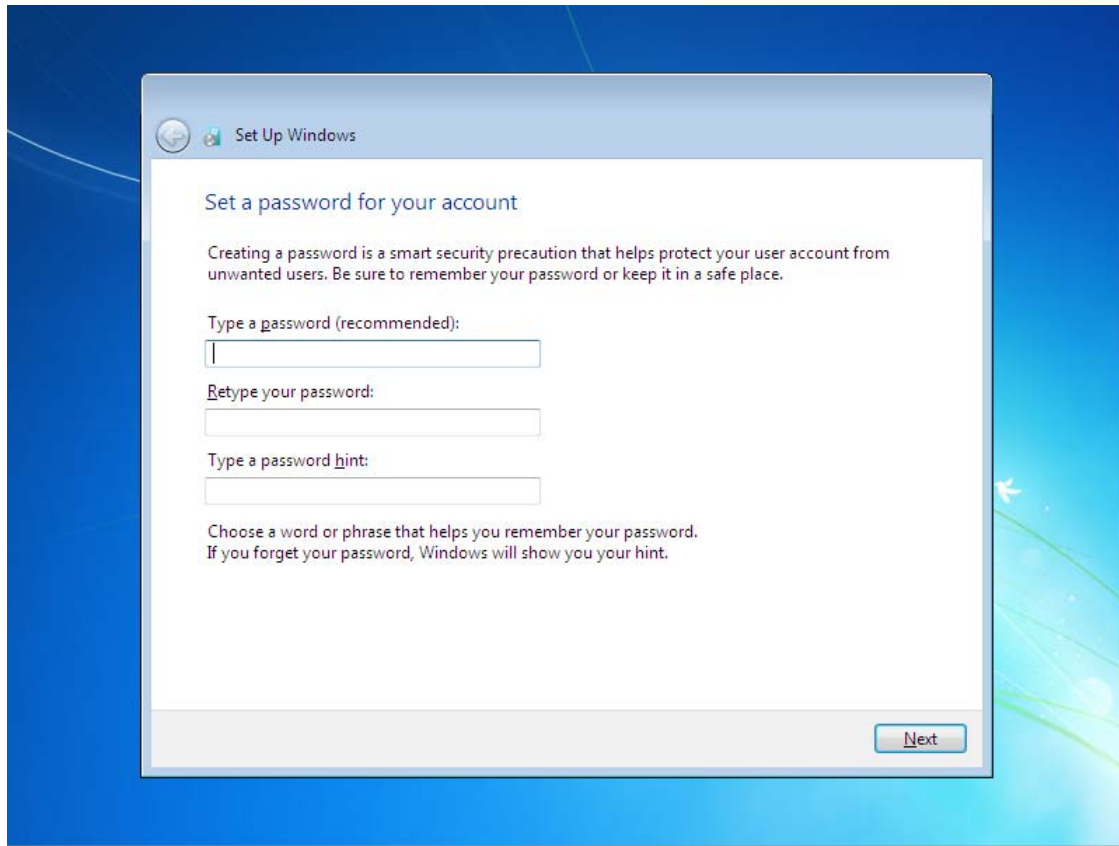 Set Up Windows
Set a password for your account
Creating a password is a smart security precaution that helps protect your user account from
unwanted users. Be sure to remember your password or keep it in a safe place.
Type a password (recommended):
Retype your password:
Type a password hint:
Choose a word or phrase that helps you remember your password.
If you forget your password, Windows will show you your hint.
Next